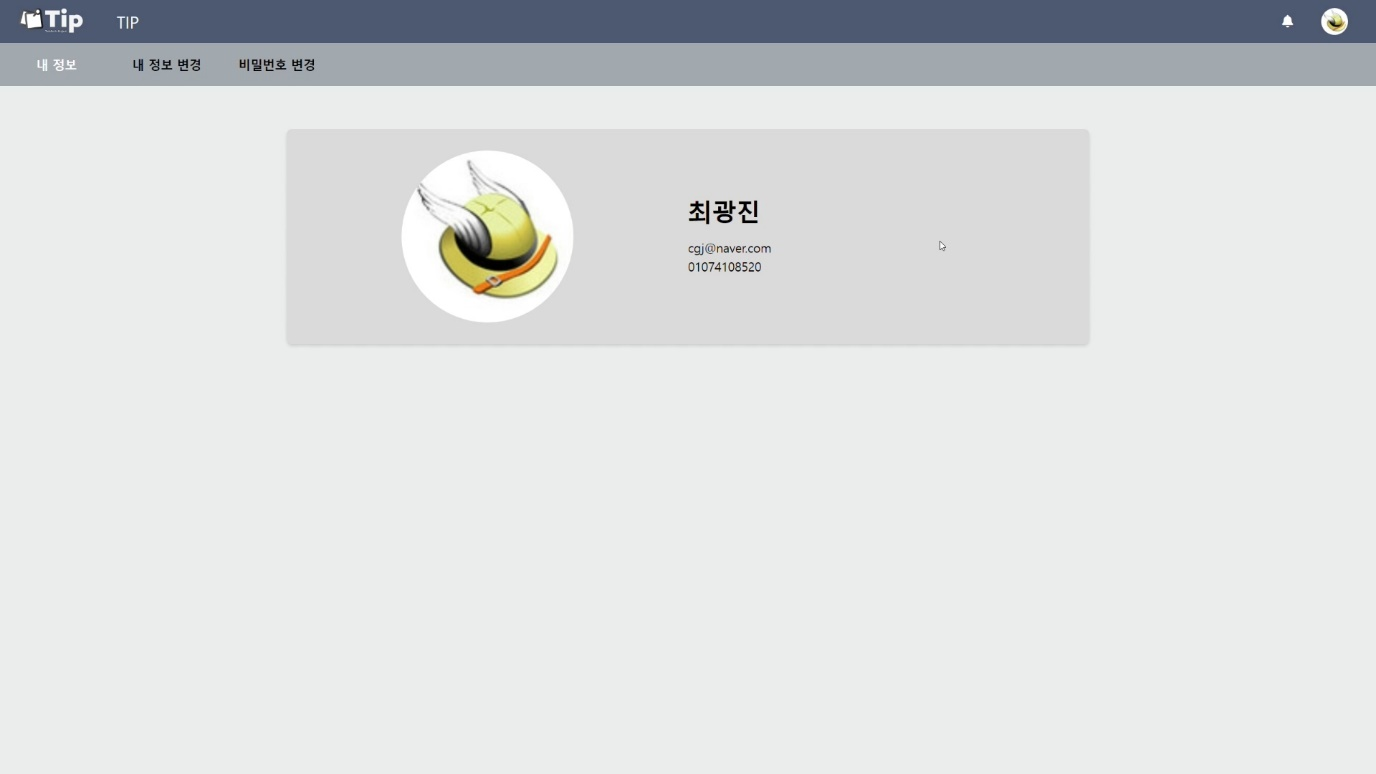 Tip
TIP
내 정보
내 정보 변경
비밀번호 변경
최광진
cgj@naver.com
01074108520